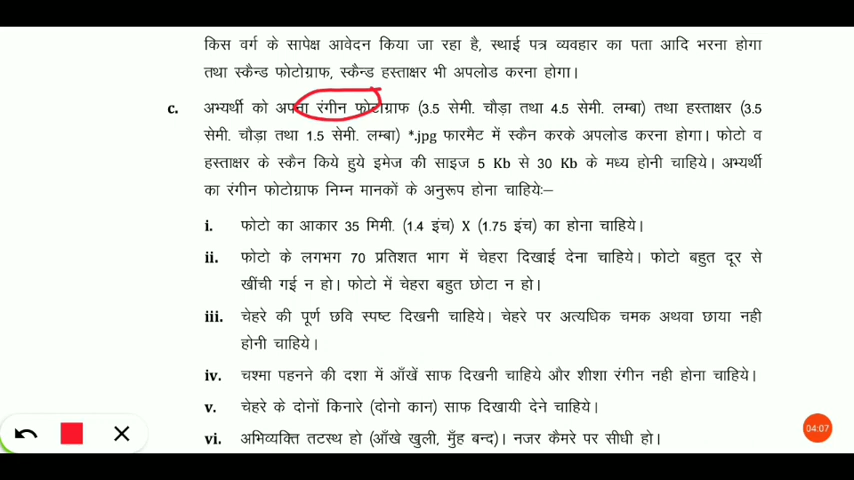 किस वर्ग के सापेक्ष आवेदन किया जा रहा है, स्थाई पत्र व्यवहार का पता आदि भरना होगा
तथा स्कैन्ड फोटोग्राफ, स्कैन्ड हस्ताक्षर भी अपलोड करना होगा।
c. अभ्यर्थी को अपना रंगीन फोटोग्राफ (3.5 सेमी. चौड़ा तथा 4.5 सेमी. लम्बा) तथा हस्ताक्षर (3.5
सेमी. चौड़ा तथा 1.5 सेमी. लम्बा) *.jpg फारमैट में स्कैन करके अपलोड करना होगा। फोटो व
हस्ताक्षर के स्कैन किये हुये इमेज की साइज 5 Kb से 30 Kb के मध्य होनी चाहिये। अभ्यर्थी
का रंगीन फोटोग्राफ निम्न मानकों के अनुरूप होना चाहियेः–
i. फोटो का आकार 35 मिमी. (1.4 इंच) X (1.75 इंच) का होना चाहिये।
ii. फोटो के लगभग 70 प्रतिशत भाग में चेहरा दिखाई देना चाहिये। फोटो बहुत दूर से
खींची गई न हो। फोटो में चेहरा बहुत छोटा न हो।
iii. चेहरे की पूर्ण छवि स्पष्ट दिखनी चाहिये। चेहरे पर अत्यधिक चमक अथवा छाया नही
होनी चाहिये।
iv. चश्मा पहनने की दशा में आँखें साफ दिखनी चाहिये और शीशा रंगीन नही होना चाहिये।
v. चेहरे के दोनों किनारे (दोनो कान) साफ दिखायी देने चाहिये।
vi. अभिव्यक्ति तटस्थ हो (आँखे खुली, मुँह बन्द)। नजर कैमरे पर सीधी हो।
04:07